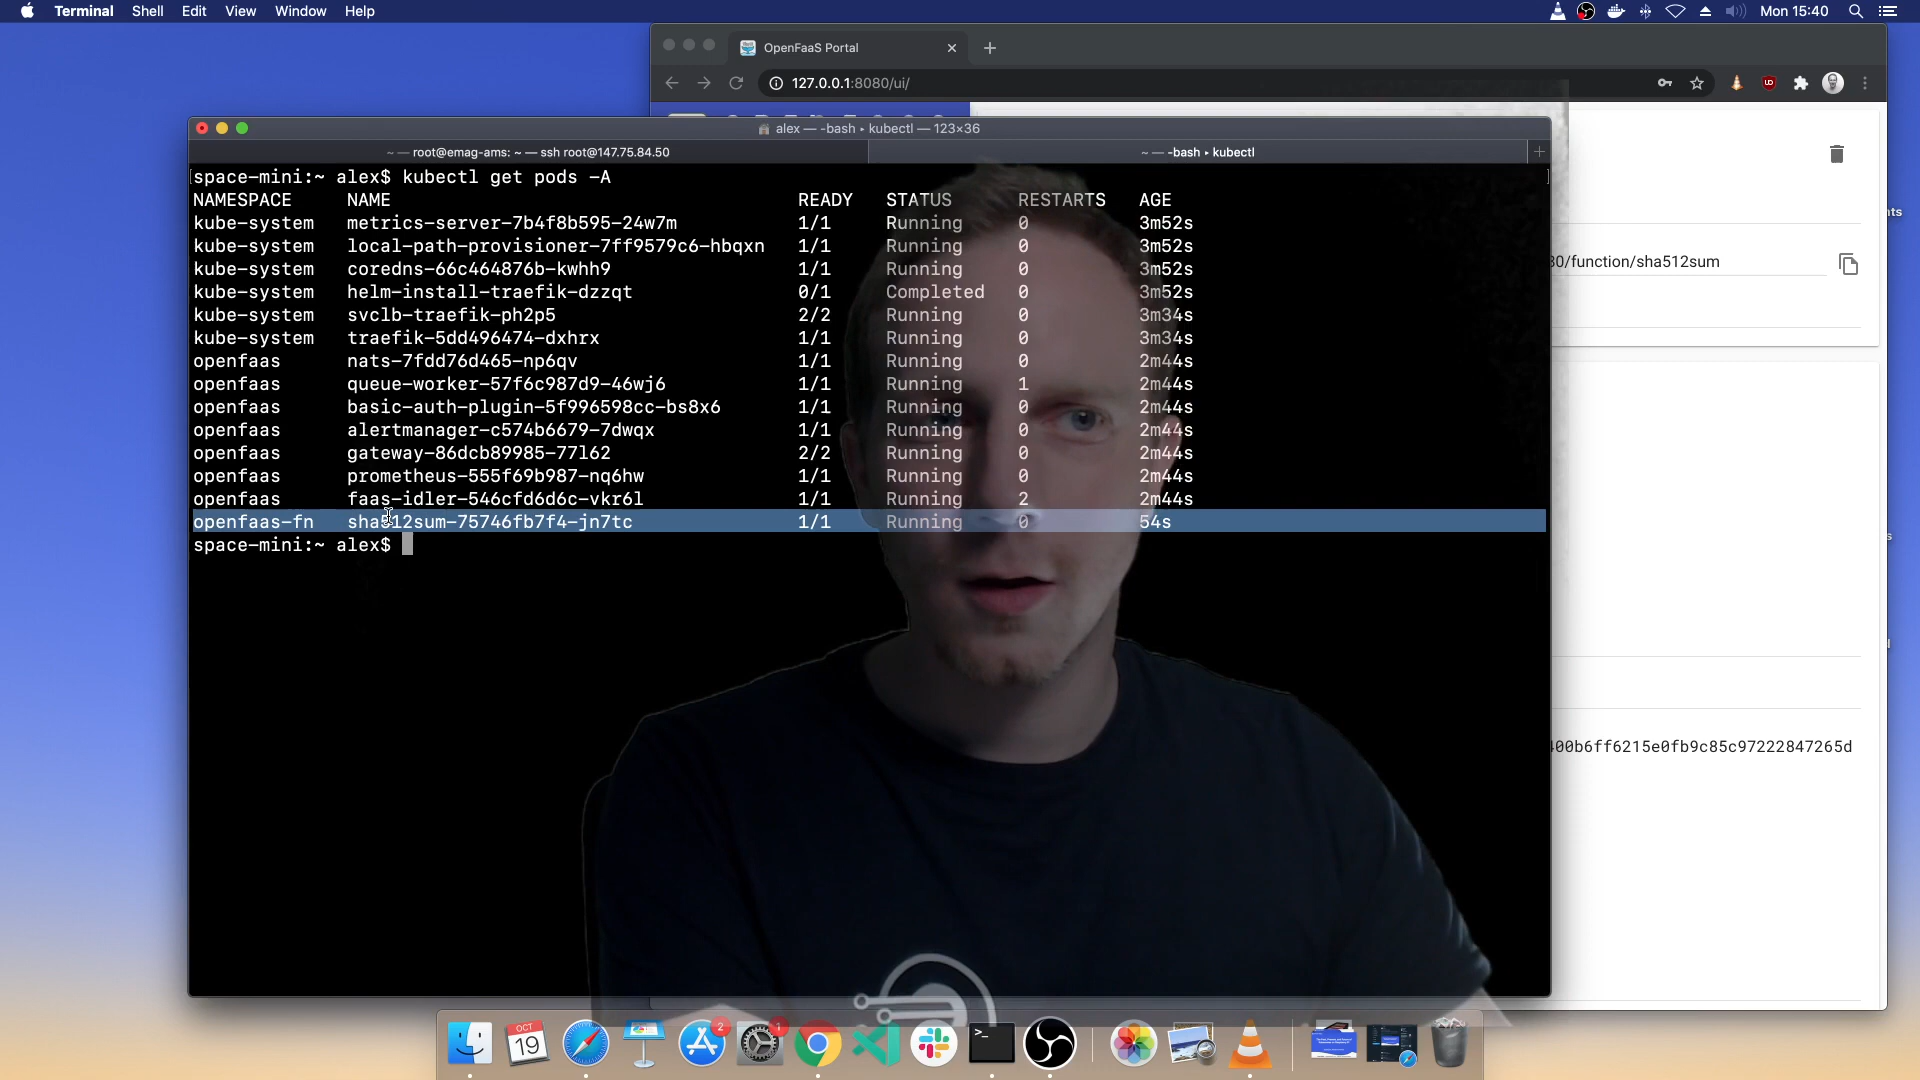 Terminal Shell Edit View Window Help
Mon 15:40
OpenFaaS Portal
127.0.0.1:8080/ui/
alex — -bash ▸ kubectl — 123×36
~ — root@emag-ams: ~ — ssh root@147.75.84.50
~ — -bash ▸ kubectl
space-mini:~ alex$ kubectl get pods -A
NAMESPACE NAME READY STATUS RESTARTS AGE
kube-system metrics-server-7b4f8b595-24w7m 1/1 Running 0 3m52s
kube-system local-path-provisioner-7ff9579c6-hbqxn 1/1 Running 0 3m52s
kube-system coredns-66c464876b-kwhh9 1/1 Running 0 3m52s
kube-system helm-install-traefik-dzzqt 0/1 Completed 0 3m52s
kube-system svclb-traefik-ph2p5 2/2 Running 0 3m34s
kube-system traefik-5dd496474-dxhrx 1/1 Running 0 3m34s
openfaas nats-7fdd76d465-np6qv 1/1 Running 0 2m44s
openfaas queue-worker-57f6c987d9-46wj6 1/1 Running 1 2m44s
openfaas basic-auth-plugin-5f996598cc-bs8x6 1/1 Running 0 2m44s
openfaas alertmanager-c574b6679-7dwqx 1/1 Running 0 2m44s
openfaas gateway-86dcb89985-77l62 2/2 Running 0 2m44s
openfaas prometheus-555f69b987-nq6hw 1/1 Running 0 2m44s
openfaas faas-idler-546cfd6d6c-vkr6l 1/1 Running 2 2m44s
openfaas-fn sha512sum-75746fb7f4-jn7tc 1/1 Running 0 54s
space-mini:~ alex$
80/function/sha512sum
400b6ff6215e0fb9c85c97222847265d
OCT
19
2
1